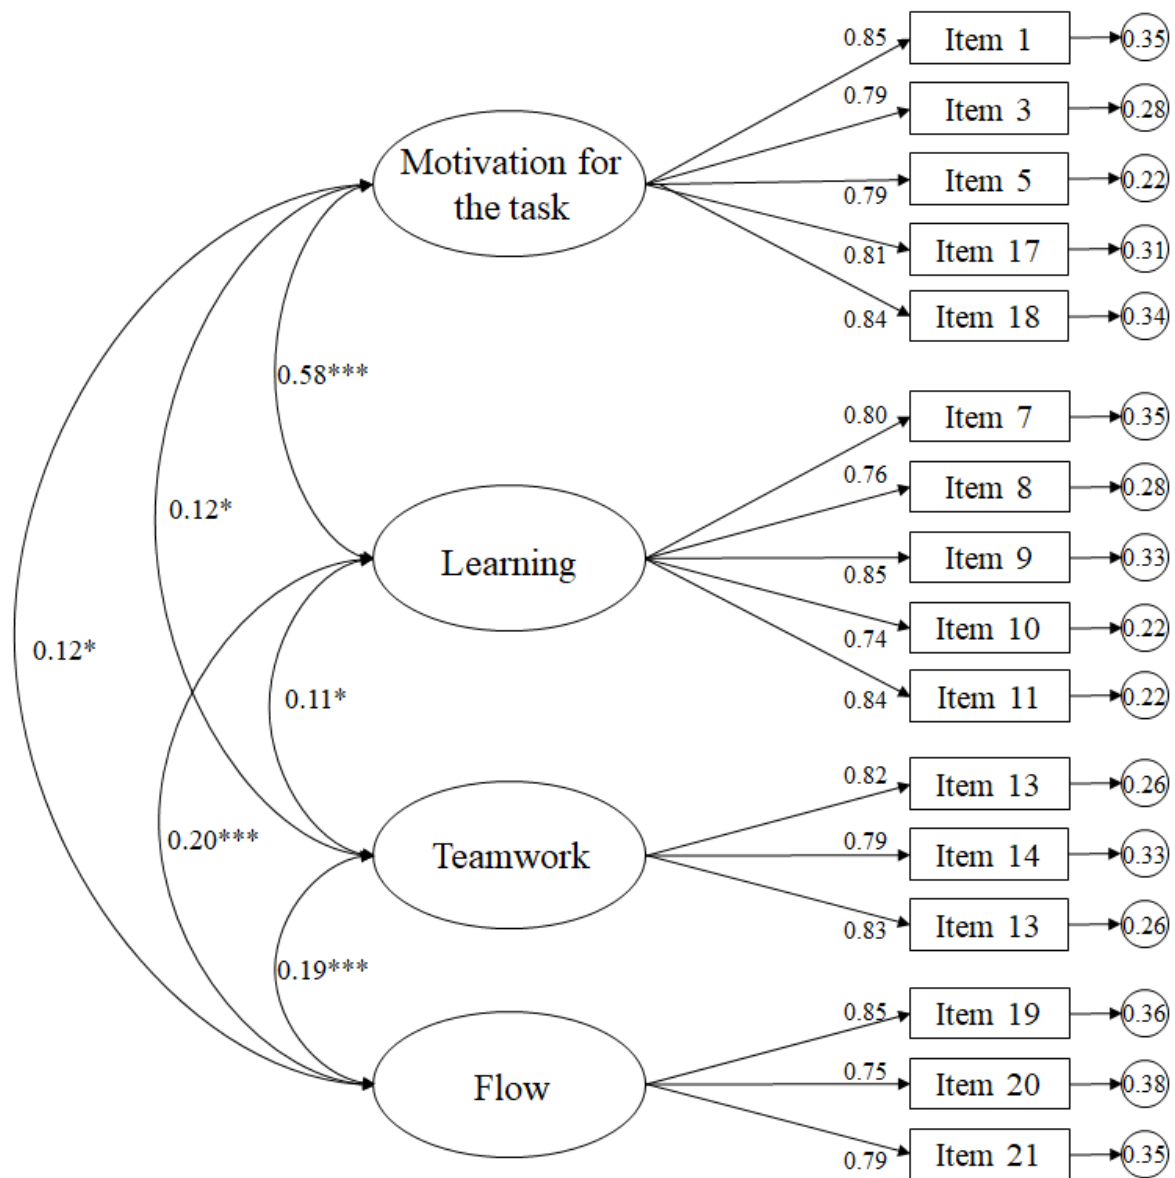 0.85
Item 1
0.35
0.79
Item 3
0.28
Motivation for
the task
0.79
Item 5
0.22
0.81
Item 17
0.31
0.84
Item 18
0.34
0.58***
0.80
Item 7
0.35
0.76
Item 8
0.28
0.12*
Learning
0.85
Item 9
0.33
0.74
Item 10
0.22
0.84
Item 11
0.22
0.12*
0.11*
0.82
Item 13
0.26
0.20***
Teamwork
0.79
Item 14
0.33
0.83
Item 13
0.26
0.19***
0.85
Item 19
0.36
Flow
0.75
Item 20
0.38
0.79
Item 21
0.35